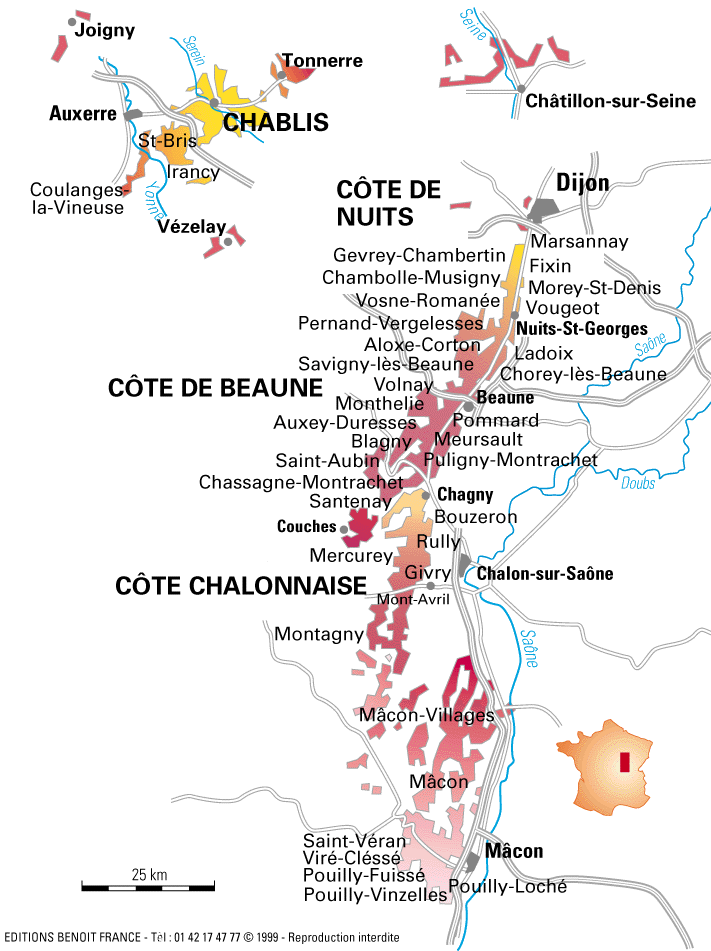 Joigny
Serein
Tonnerre
Seine
Auxerre
CHABLIS
Châtillon-sur-Seine
St-Bris
Irancy
Coulanges-
la-Vineuse
Yonne
Vézelay
CÔTE DE
NUITS
Dijon
Marsannay
Gevrey-Chambertin
Fixin
Chambolle-Musigny
Morey-St-Denis
Vosne-Romanée
Vougeot
Pernand-Vergelesses
Nuits-St-Georges
Aloxe-Corton
Ladoix
Saône
Savigny-lès-Beaune
Chorey-lès-Beaune
CÔTE DE BEAUNE
Volnay
Monthelie
Beaune
Auxey-Duresses
Pommard
Blagny
Meursault
Saint-Aubin
Puligny-Montrachet
Chassagne-Montrachet
Doubs
Santenay
Chagny
Couches
Bouzeron
Mercurey
Rully
CÔTE CHALONNAISE
Givry
Chalon-sur-Saône
Mont-Avril
Montagny
Saône
Mâcon-Villages
Mâcon
Saint-Véran
Viré-Cléssé
Mâcon
Pouilly-Fuissé
Pouilly-Vinzelles
Pouilly-Loché
25 km
EDITIONS BENOIT FRANCE - Tél : 01 42 17 47 77 © 1999 - Reproduction interdite